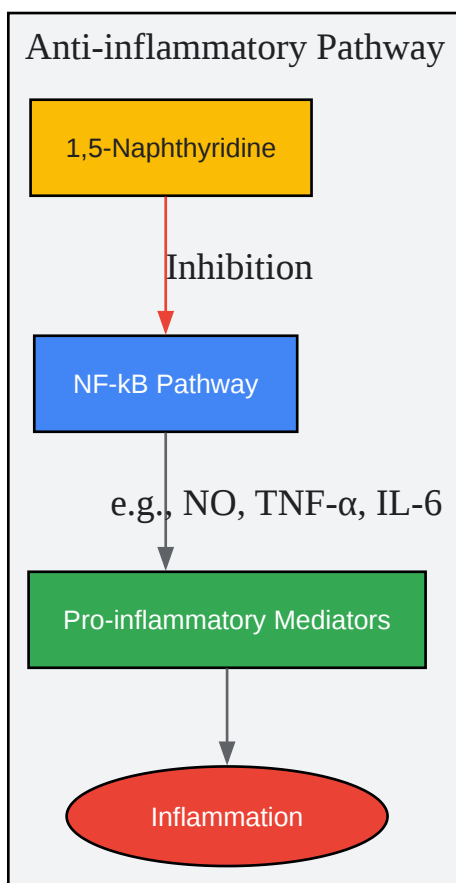 Anti-inflammatory Pathway
1,5-Naphthyridine
Inhibition
NF-kB Pathway
e.g., NO, TNF-α, IL-6
Pro-inflammatory Mediators
Inflammation